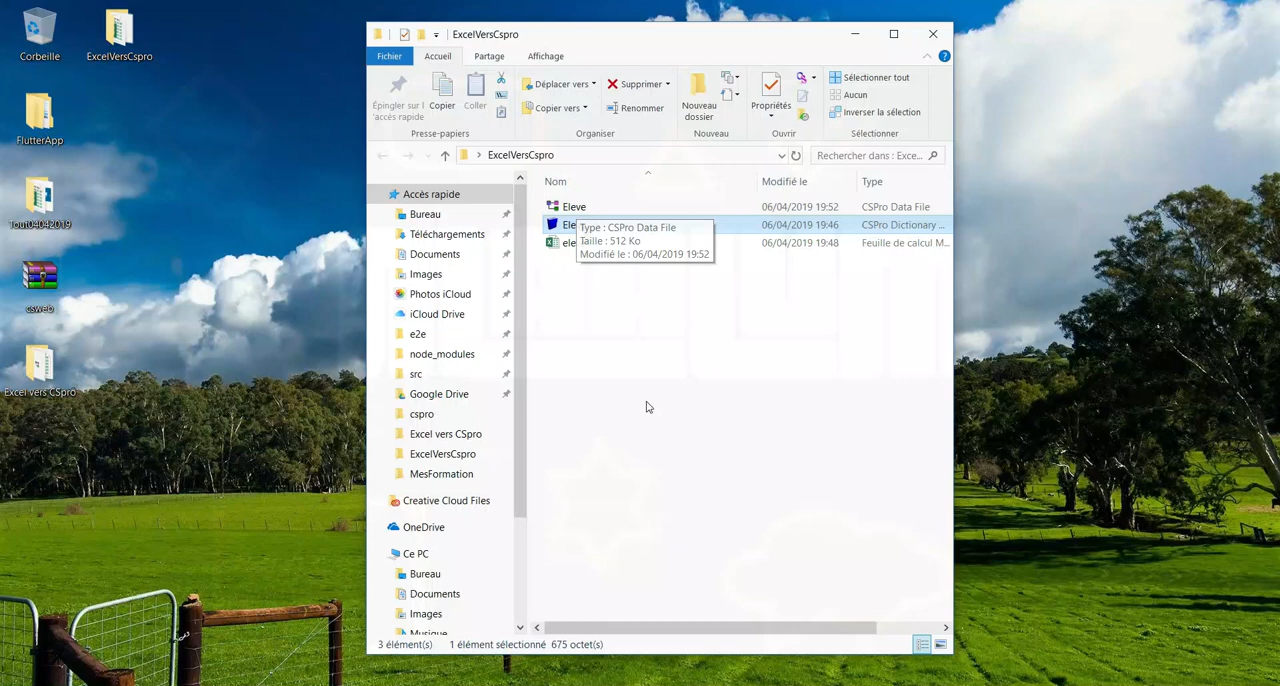 Corbeille
ExcelVersCspro
FlutterApp
Tout04042019
csweb
Excel vers CSpro
ExcelVersCspro
Fichier
Accueil
Partage
Affichage
Épingler sur l'accès rapide
Copier
Coller
Presse-papiers
Déplacer vers
Copier vers
Supprimer
Renommer
Organiser
Nouveau dossier
Nouveau
Propriétés
Ouvrir
Sélectionner tout
Aucun
Inverser la sélection
Sélectionner
ExcelVersCspro
Rechercher dans : Exce...
Accès rapide
Bureau
Téléchargements
Documents
Images
Photos iCloud
iCloud Drive
e2e
node_modules
src
Google Drive
cspro
Excel vers CSpro
ExcelVersCspro
MesFormation
Creative Cloud Files
OneDrive
Ce PC
Bureau
Documents
Images
Musique
Nom Modifié le Type
Eleve 06/04/2019 19:52 CSPro Data File
Ele 06/04/2019 19:46 CSPro Dictionary ...
ele 06/04/2019 19:48 Feuille de calcul M...
Type : CSPro Data File
Taille : 512 Ko
Modifié le : 06/04/2019 19:52
3 élément(s) 1 élément sélectionné 675 octet(s)